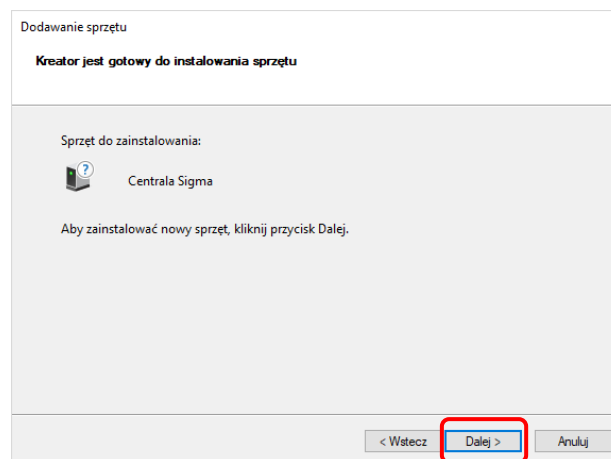 Dodawanie sprzętu
Kreator jest gotowy do instalowania sprzętu
Sprzęt do zainstalowania:
?
Centrala Sigma
Aby zainstalować nowy sprzęt, kliknij przycisk Dalej.
< Wstecz
Dalej >
Anuluj